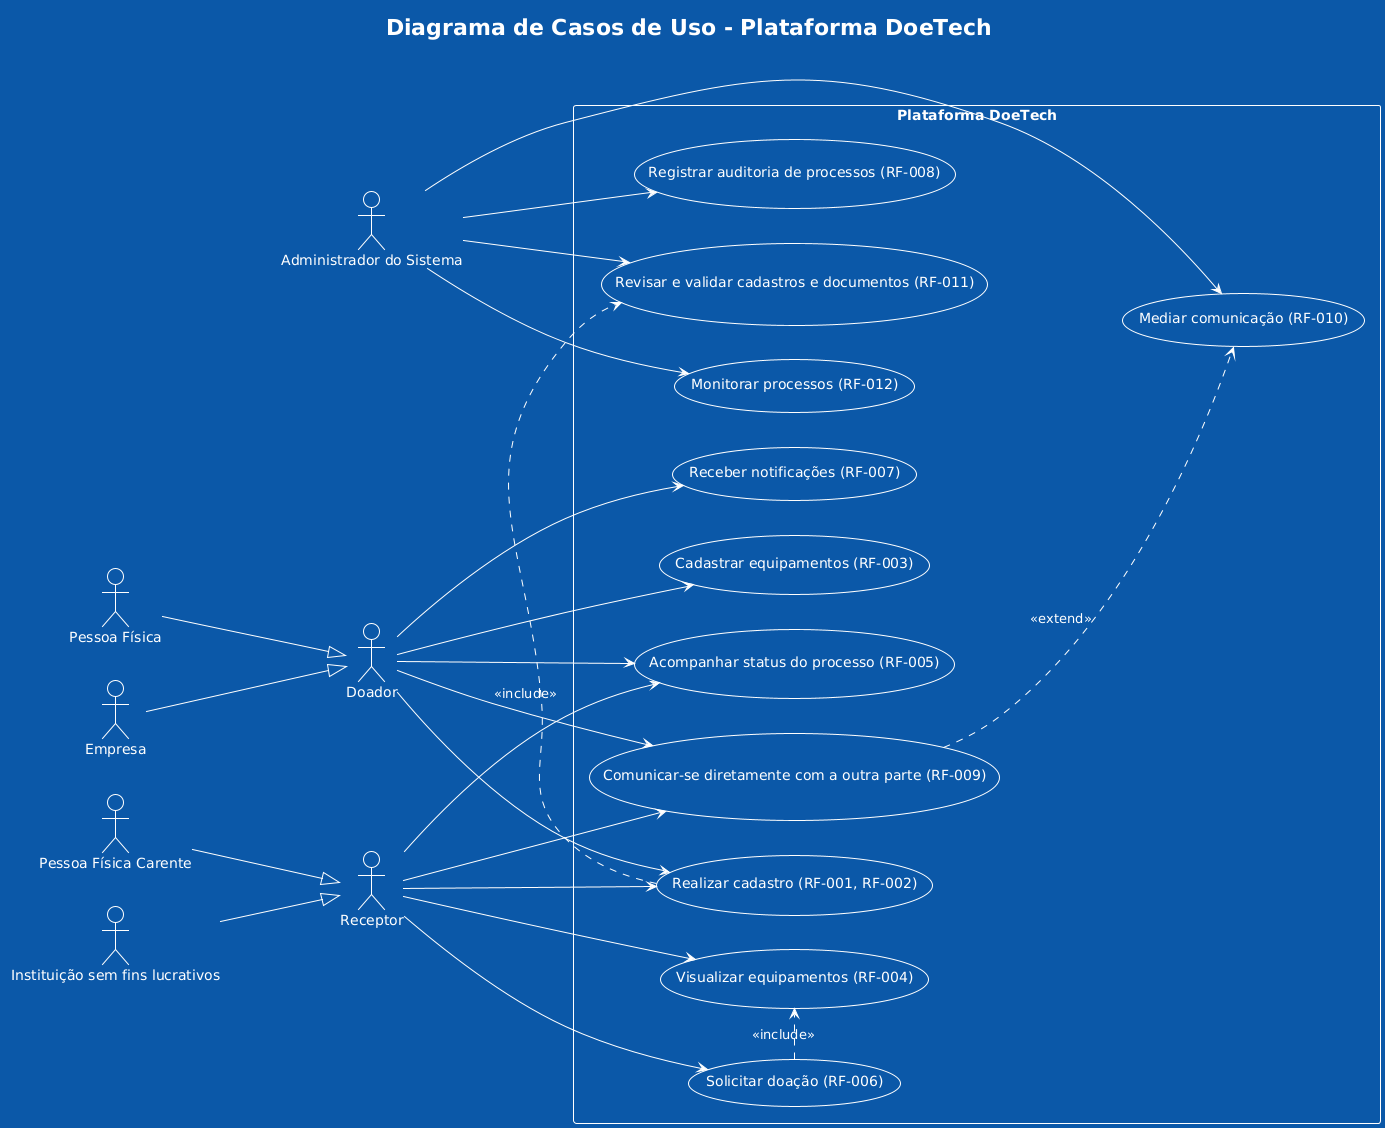 Diagrama de Casos de Uso - Plataforma DoeTech
Plataforma DoeTech
Registrar auditoria de processos (RF-008)
Administrador do Sistema
Revisar e validar cadastros e documentos (RF-011)
Mediar comunicação (RF-010)
Monitorar processos (RF-012)
Receber notificações (RF-007)
Cadastrar equipamentos (RF-003)
«extend»
Pessoa Física
Acompanhar status do processo (RF-005)
Doador
«include»
Empresa
Comunicar-se diretamente com a outra parte (RF-009)
Pessoa Física Carente
Realizar cadastro (RF-001, RF-002)
Receptor
Instituição sem fins lucrativos
Visualizar equipamentos (RF-004)
«include»
Solicitar doação (RF-006)